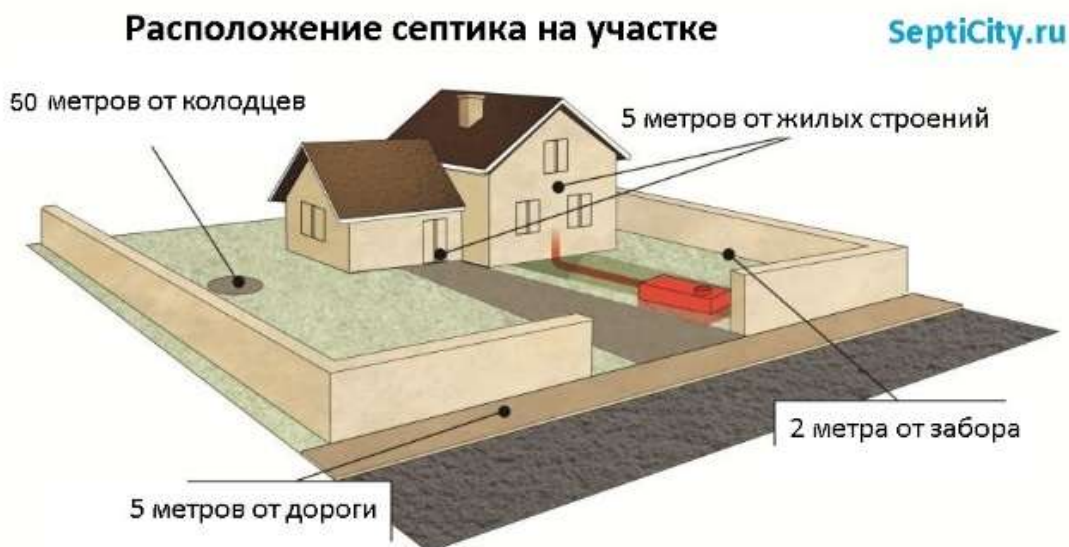 Расположение септика на участке
SeptiCity.ru
50 метров от колодцев
5 метров от жилых строений
2 метра от забора
5 метров от дороги